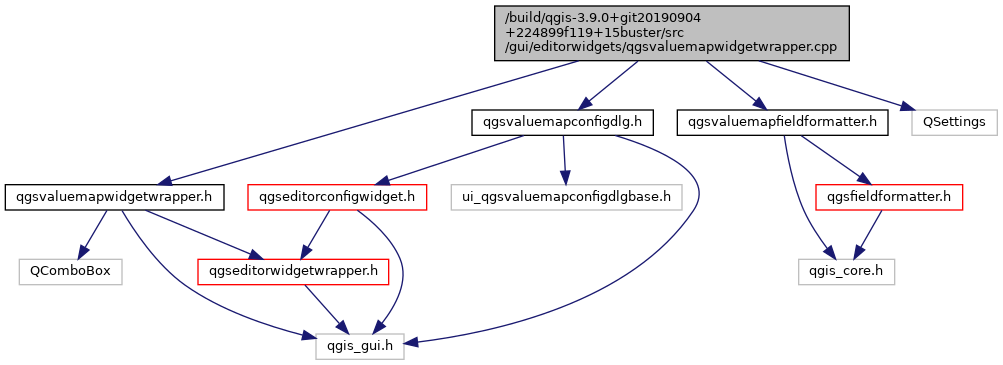 /build/qgis-3.9.0+git20190904
+224899f119+15buster/src
/gui/editorwidgets/qgsvaluemapwidgetwrapper.cpp
qgsvaluemapconfigdlg.h
qgsvaluemapfieldformatter.h
QSettings
qgsvaluemapwidgetwrapper.h
qgseditorconfigwidget.h
ui_qgsvaluemapconfigdlgbase.h
qgsfieldformatter.h
QComboBox
qgseditorwidgetwrapper.h
qgis_core.h
qgis_gui.h